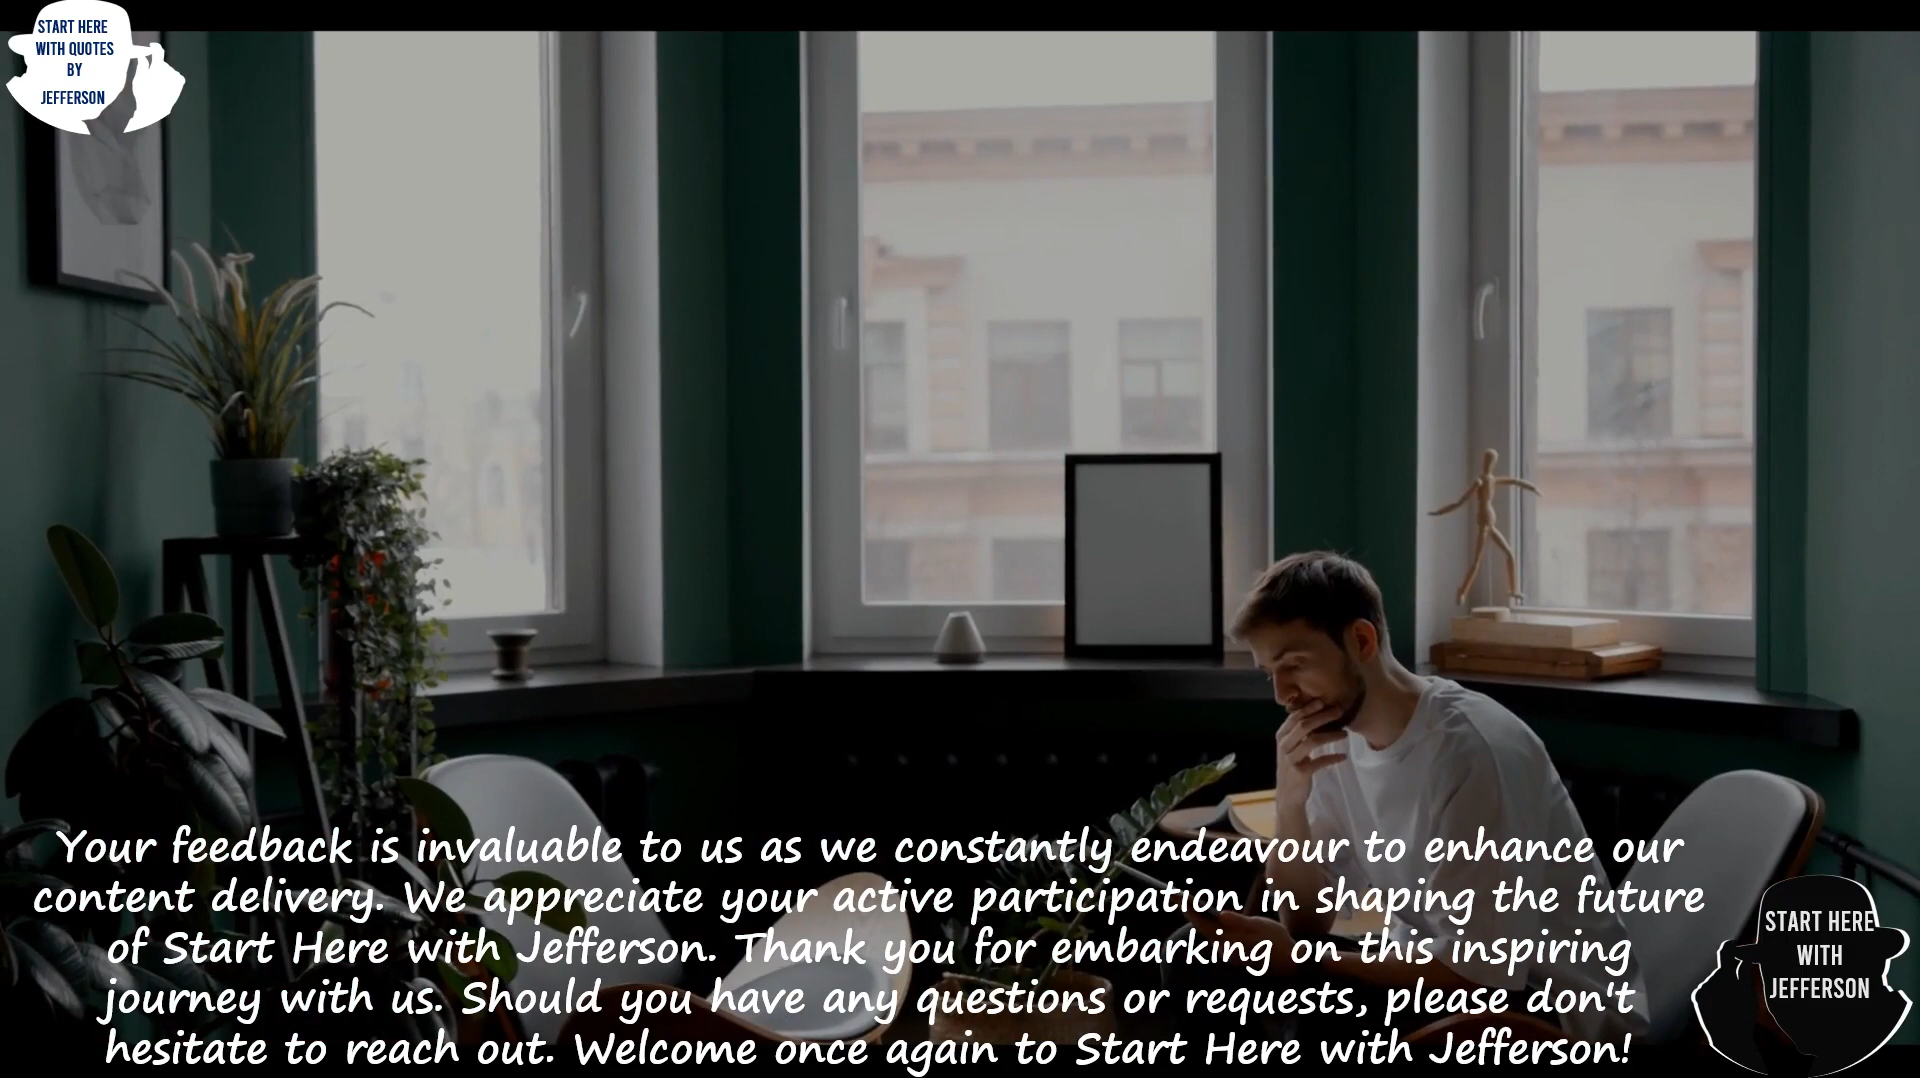 START HERE
WITH QUOTES
BY
JEFFERSON
Your feedback is invaluable to us as we constantly endeavour to enhance our
content delivery. We appreciate your active participation in shaping the future
of Start Here with Jefferson. Thank you for embarking on this inspiring
journey with us. Should you have any questions or requests, please don't
hesitate to reach out. Welcome once again to Start Here with Jefferson!
START HERE
WITH
JEFFERSON